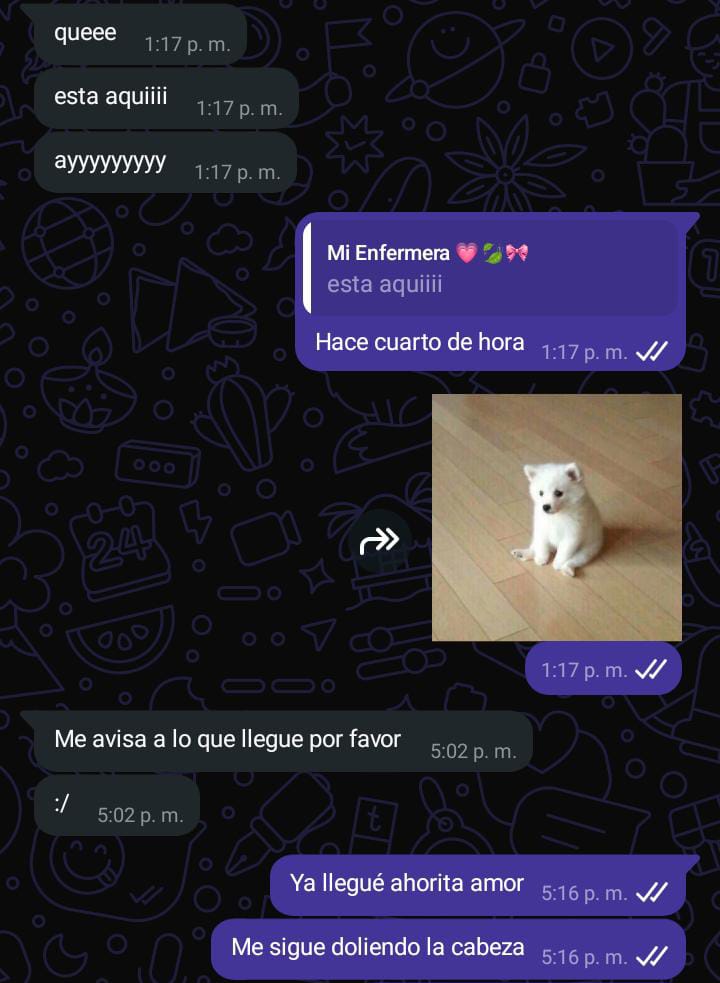 queee 1:17 p. m.
esta aquiiii 1:17 p. m.
ayyyyyyyyy 1:17 p. m.
Mi Enfermera 💗🍃🎀
esta aquiiii
Hace cuarto de hora 1:17 p. m.
24
1:17 p. m.
Me avisa a lo que llegue por favor 5:02 p. m.
:/ 5:02 p. m.
t
Ya llegué ahorita amor 5:16 p. m.
Me sigue doliendo la cabeza 5:16 p. m.